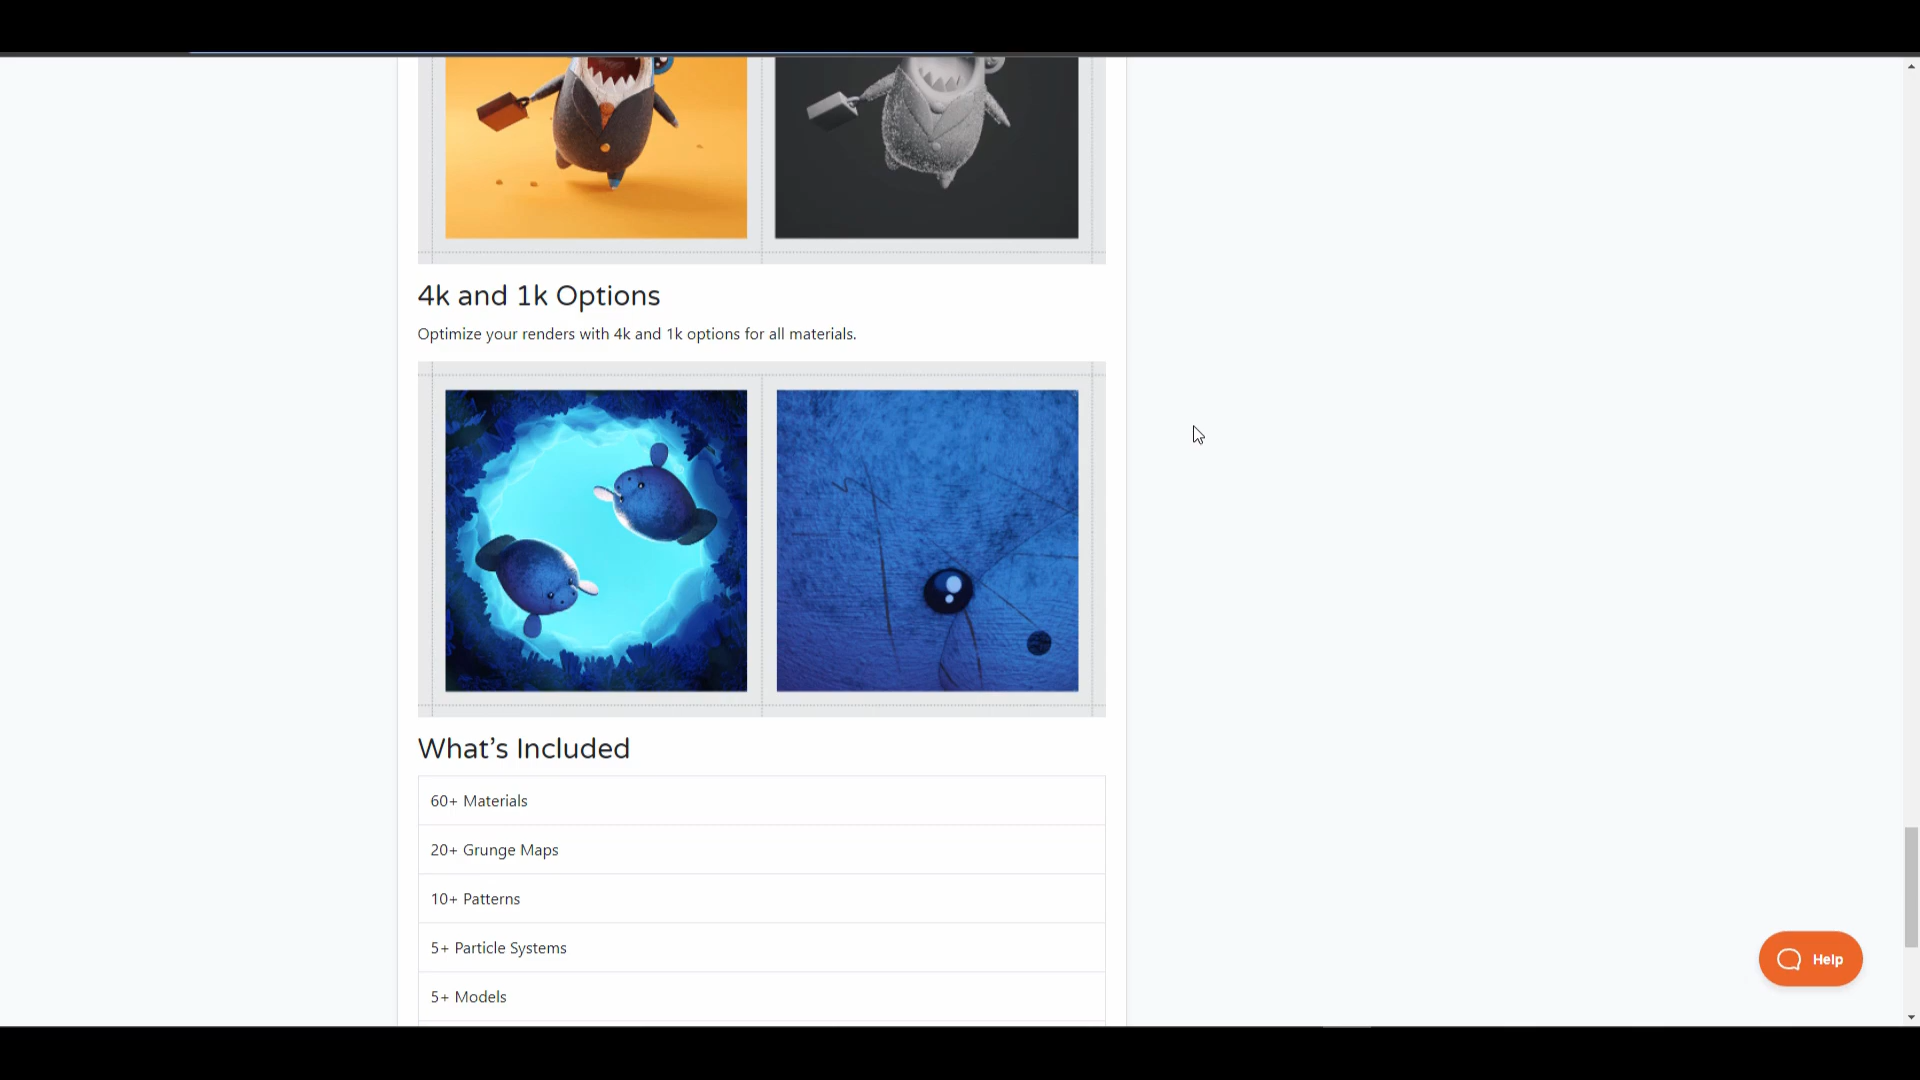 4k and 1k Options
Optimize your renders with 4k and 1k options for all materials.
What’s Included
60+ Materials
20+ Grunge Maps
10+ Patterns
5+ Particle Systems
5+ Models
Help